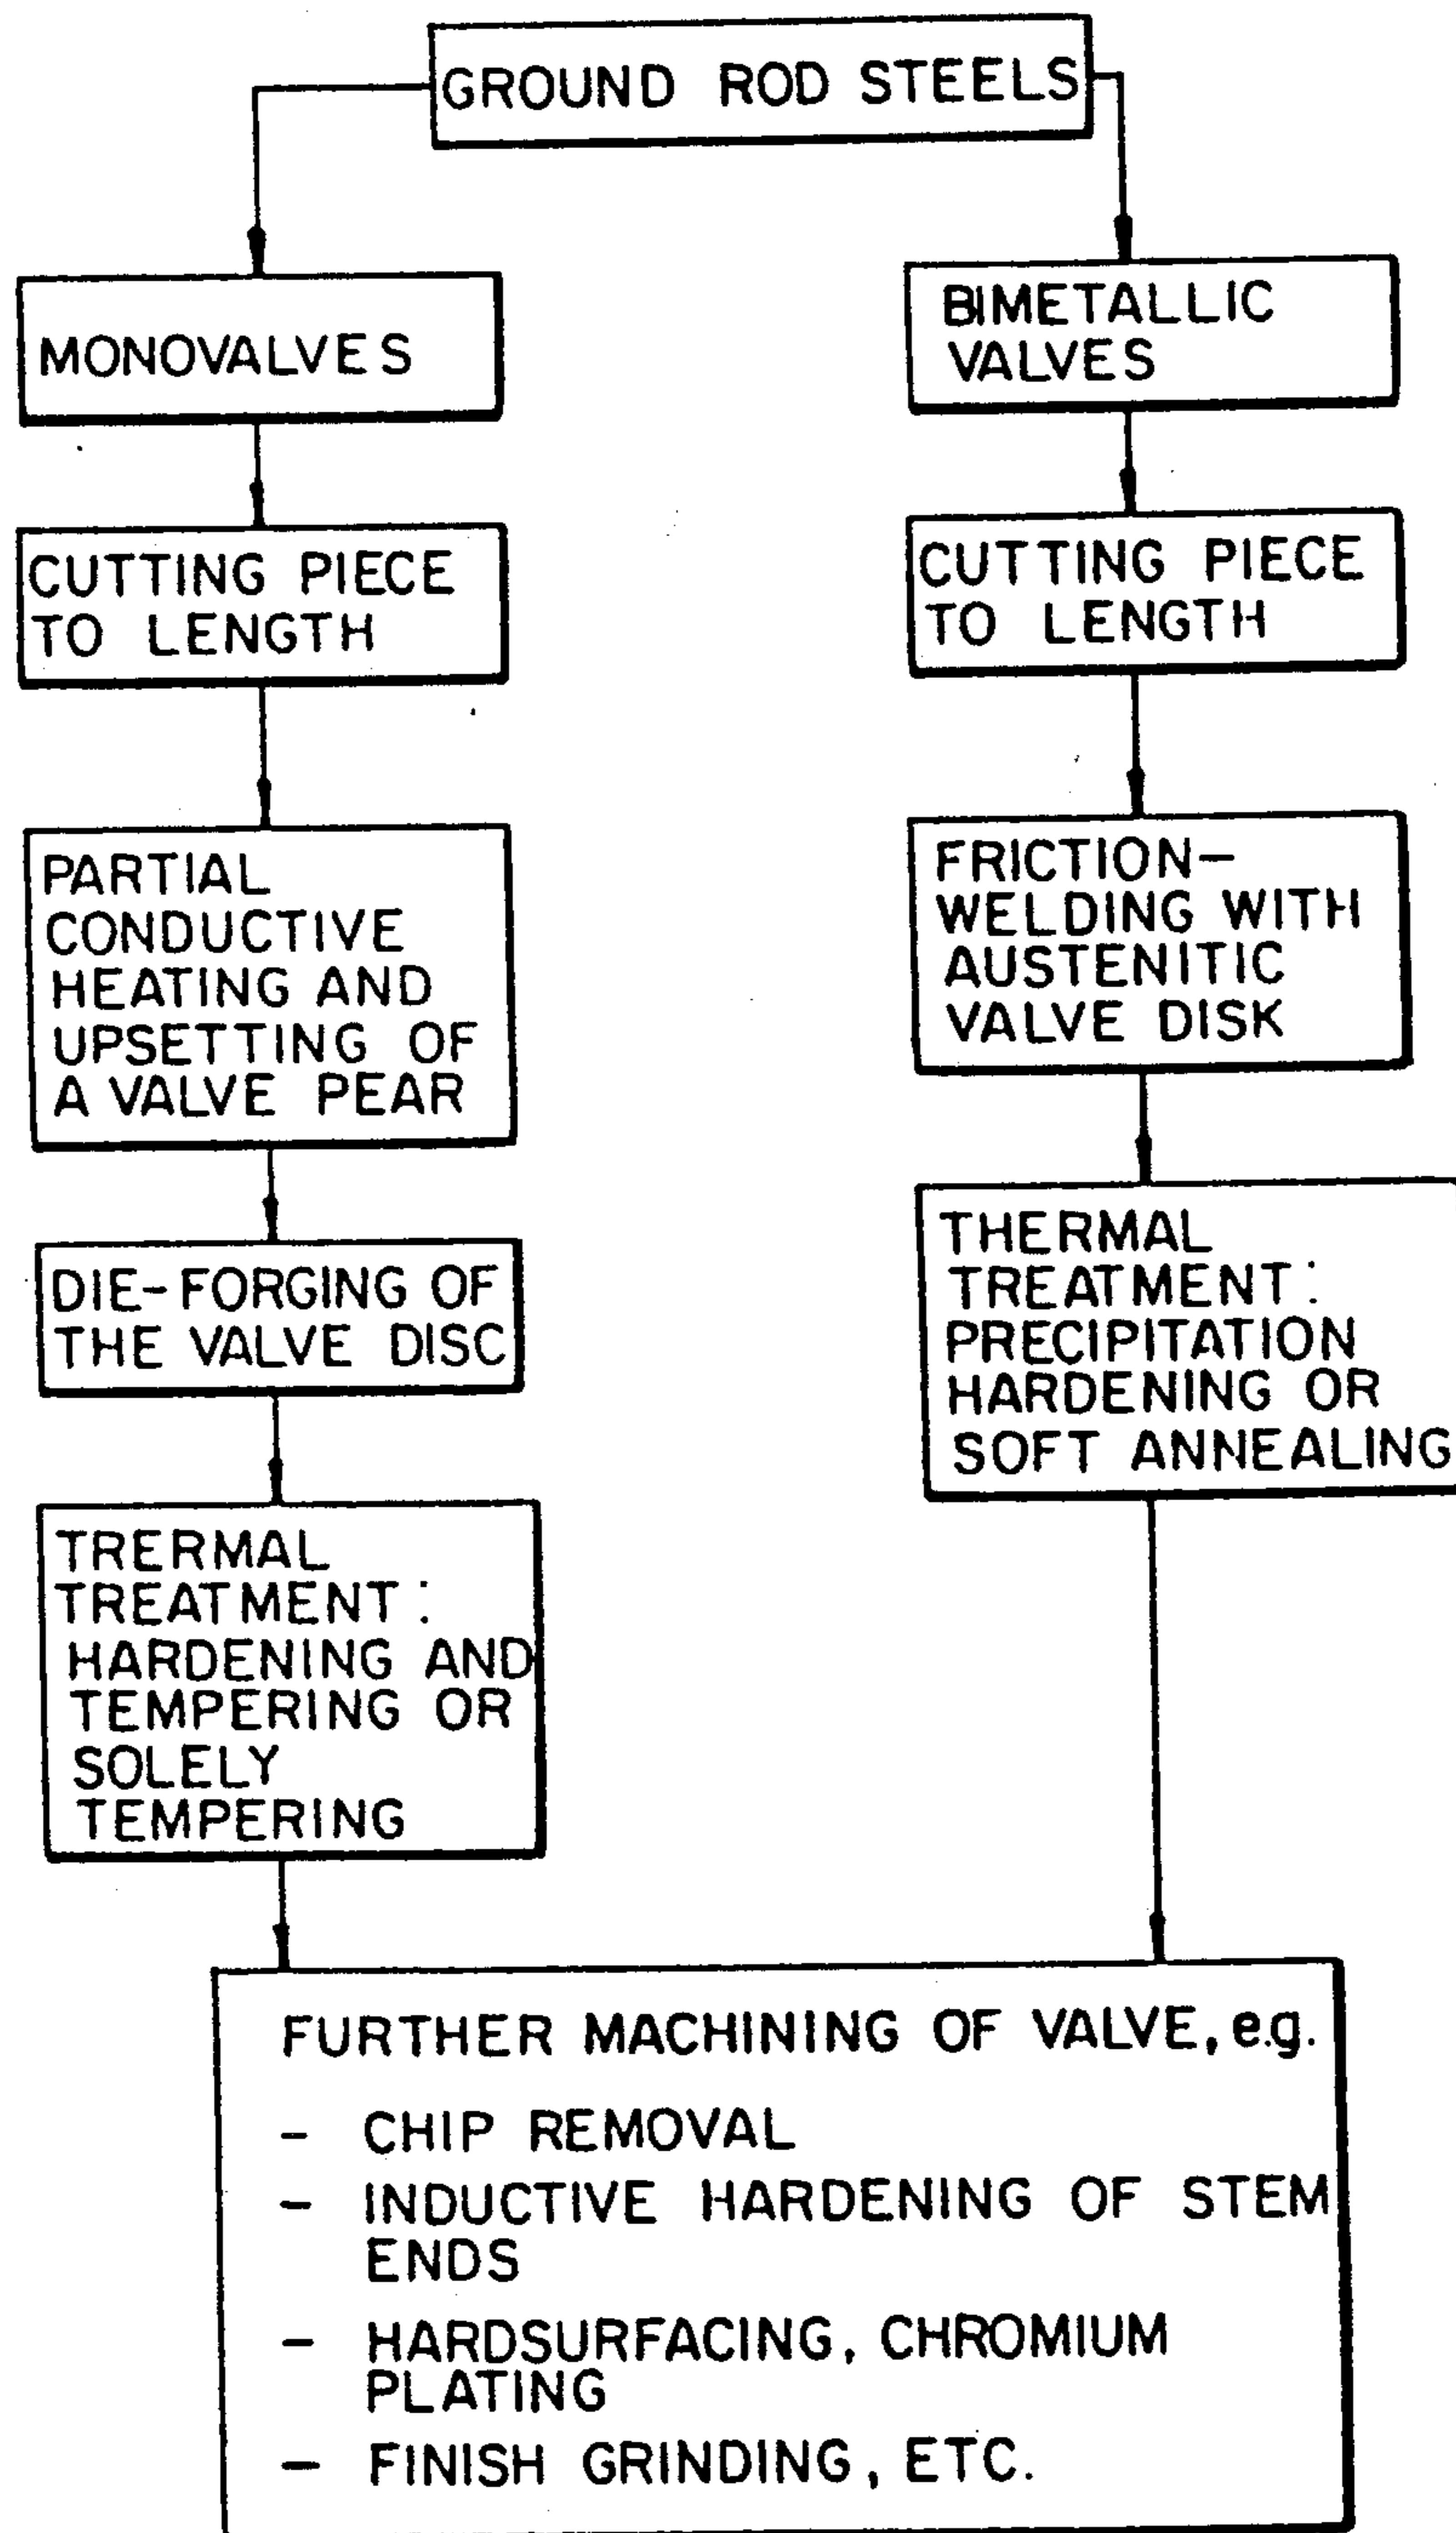 GROUND ROD STEELS
MONOVALVES
BIMETALLIC
VALVES
CUTTING PIECE
TO LENGTH
CUTTING PIECE
TO LENGTH
PARTIAL
CONDUCTIVE
HEATING AND
UPSETTING OF
A VALVE PEAR
FRICTION-
WELDING WITH
AUSTENITIC
VALVE DISK
DIE-FORGING OF
THE VALVE DISC
THERMAL
TREATMENT:
PRECIPITATION
HARDENING OR
SOFT ANNEALING
TRERMAL
TREATMENT:
HARDENING AND
TEMPERING OR
SOLELY
TEMPERING
FURTHER MACHINING OF VALVE, e.g.
- CHIP REMOVAL
- INDUCTIVE HARDENING OF STEM
ENDS
- HARDSURFACING, CHROMIUM
PLATING
- FINISH GRINDING, ETC.